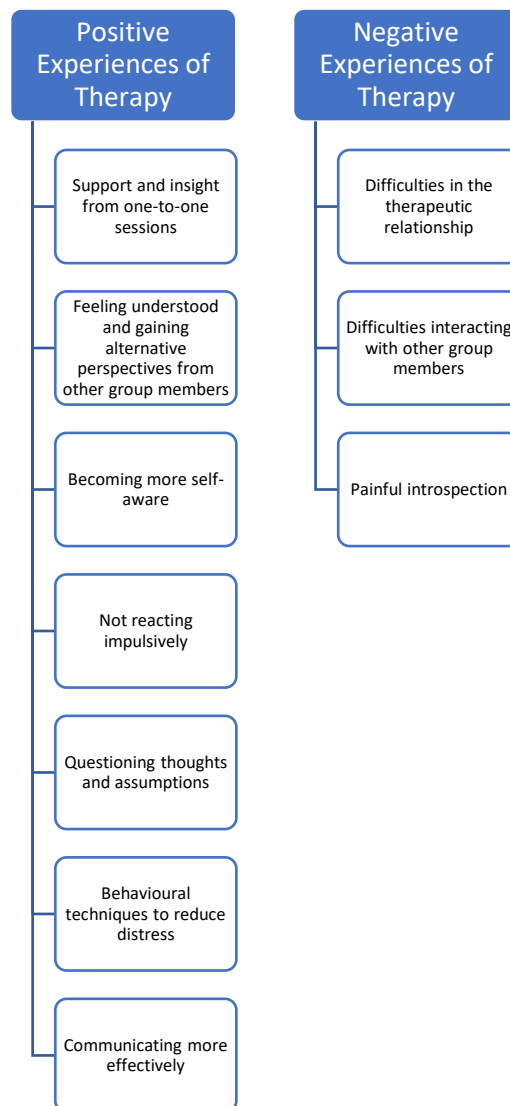 Positive
Experiences of
Therapy
Support and insight
from one-to-one
sessions
Feeling understood
and gaining
alternative
perspectives from
other group members
Becoming more self-
aware
Not reacting
impulsively
Questioning thoughts
and assumptions
Behavioural
techniques to reduce
distress
Communicating more
effectively
Negative
Experiences of
Therapy
Difficulties in the
therapeutic
relationship
Difficulties interacting
with other group
members
Painful introspection